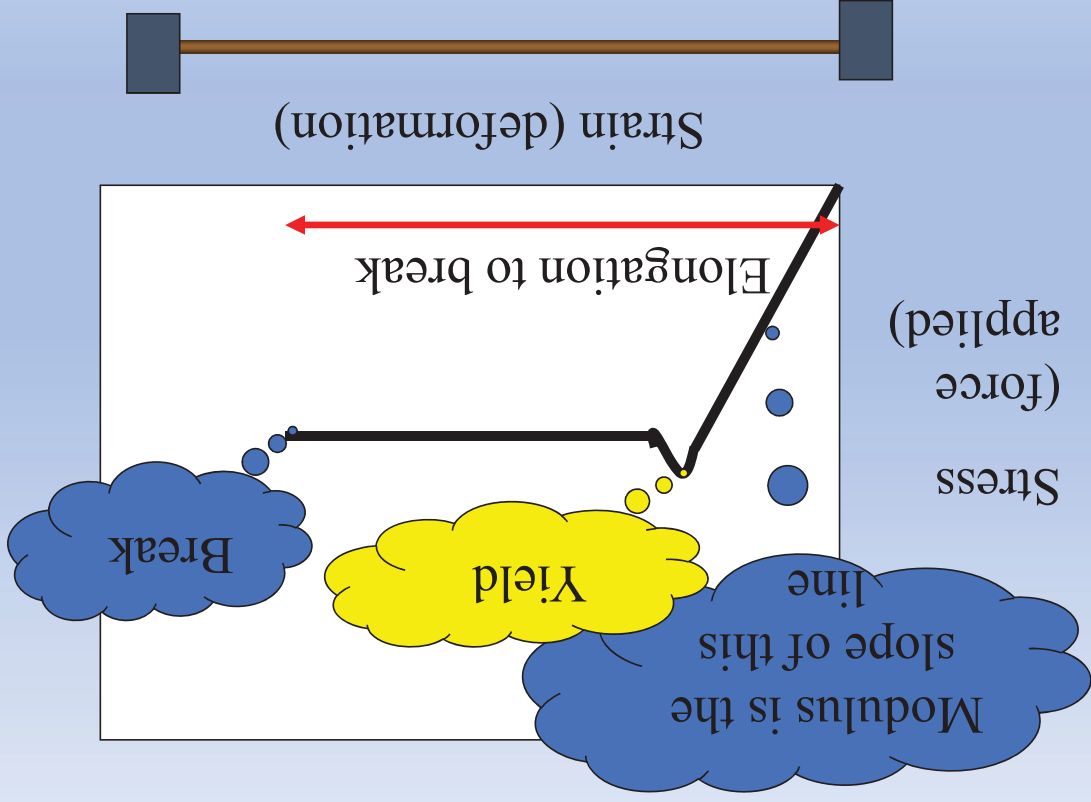 Modulus is the
slope of this
line
Yield
Break
Stress
(force
applied)
Elongation to break
Strain (deformation)